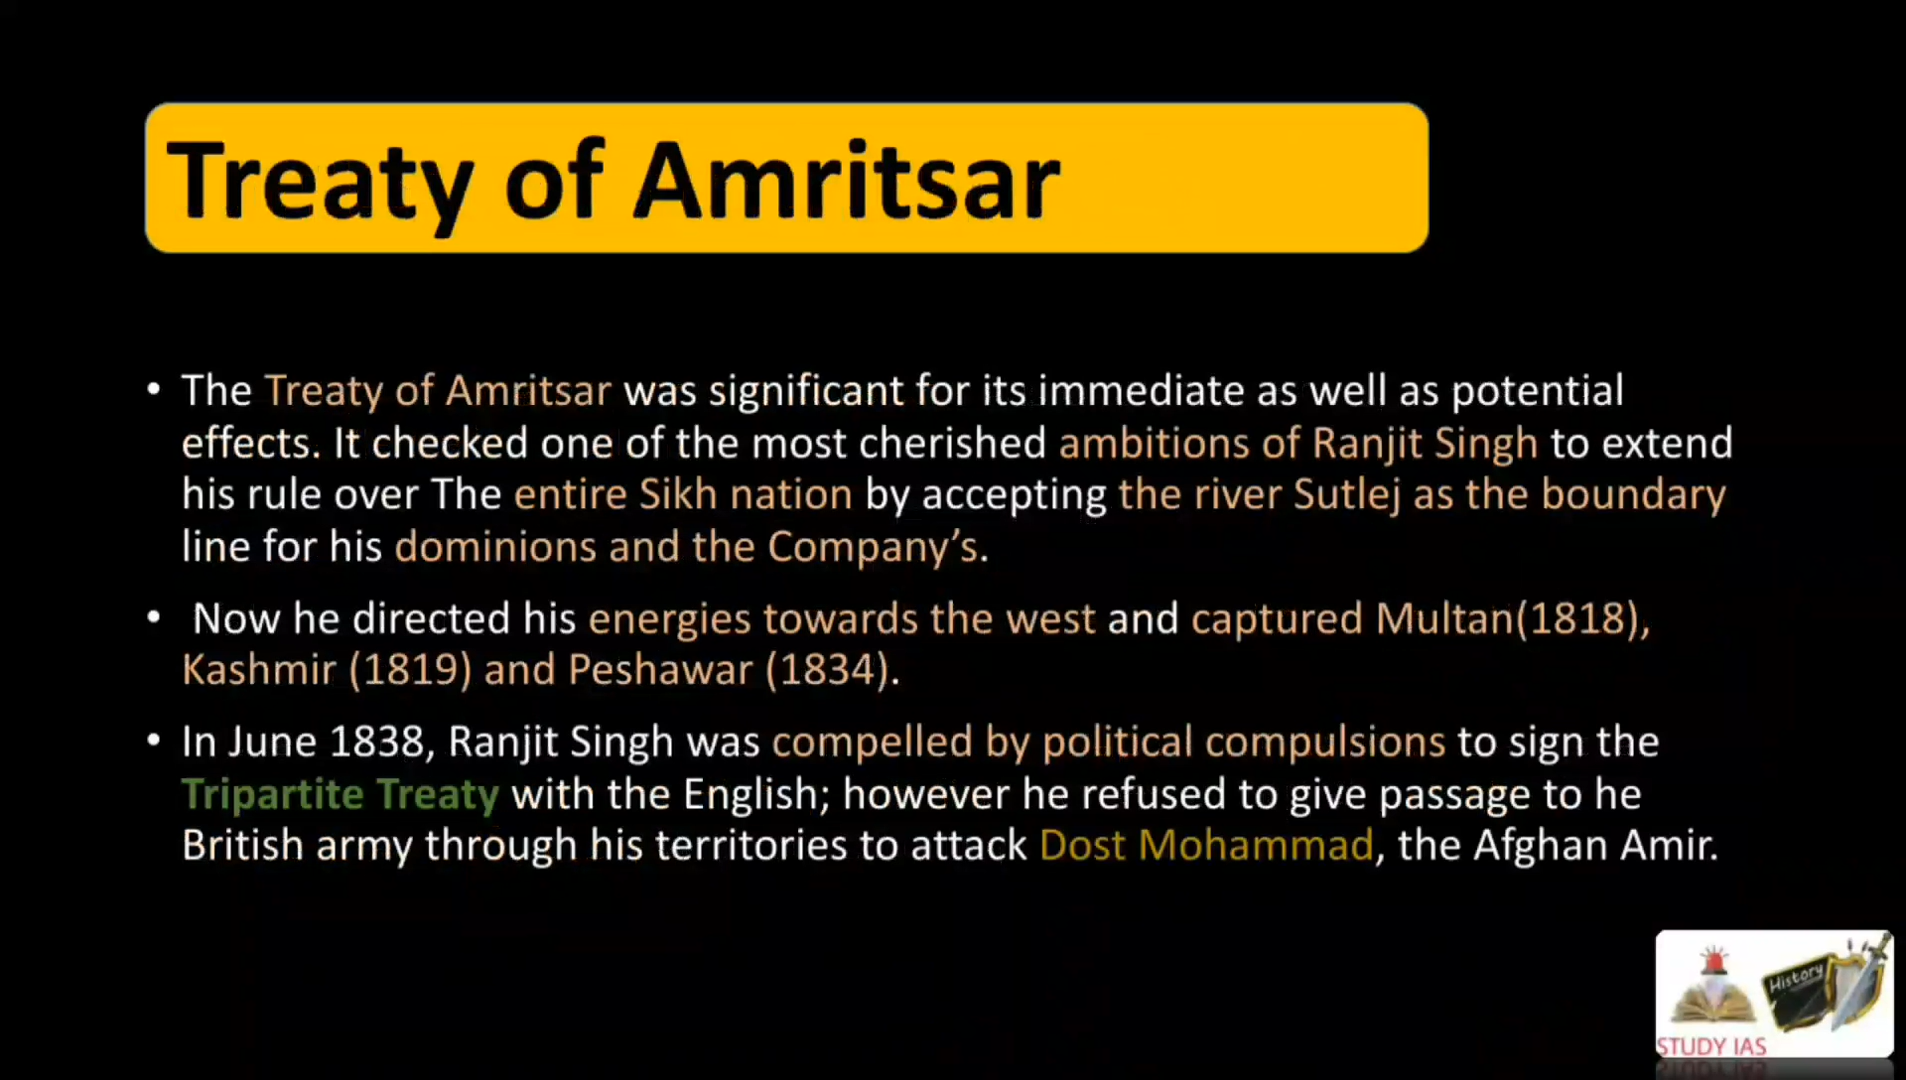 Treaty of Amritsar
• The Treaty of Amritsar was significant for its immediate as well as potential
effects. It checked one of the most cherished ambitions of Ranjit Singh to extend
his rule over The entire Sikh nation by accepting the river Sutlej as the boundary
line for his dominions and the Company’s.
• Now he directed his energies towards the west and captured Multan(1818),
Kashmir (1819) and Peshawar (1834).
• In June 1838, Ranjit Singh was compelled by political compulsions to sign the
Tripartite Treaty with the English; however he refused to give passage to he
British army through his territories to attack Dost Mohammad, the Afghan Amir.
History
STUDY IAS